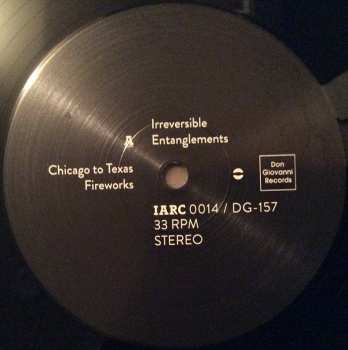 Irreversible
Entanglements
A
Chicago to Texas
Fireworks
Don
Giovanni
Records
IARC 0014 / DG-157
33 RPM
STEREO